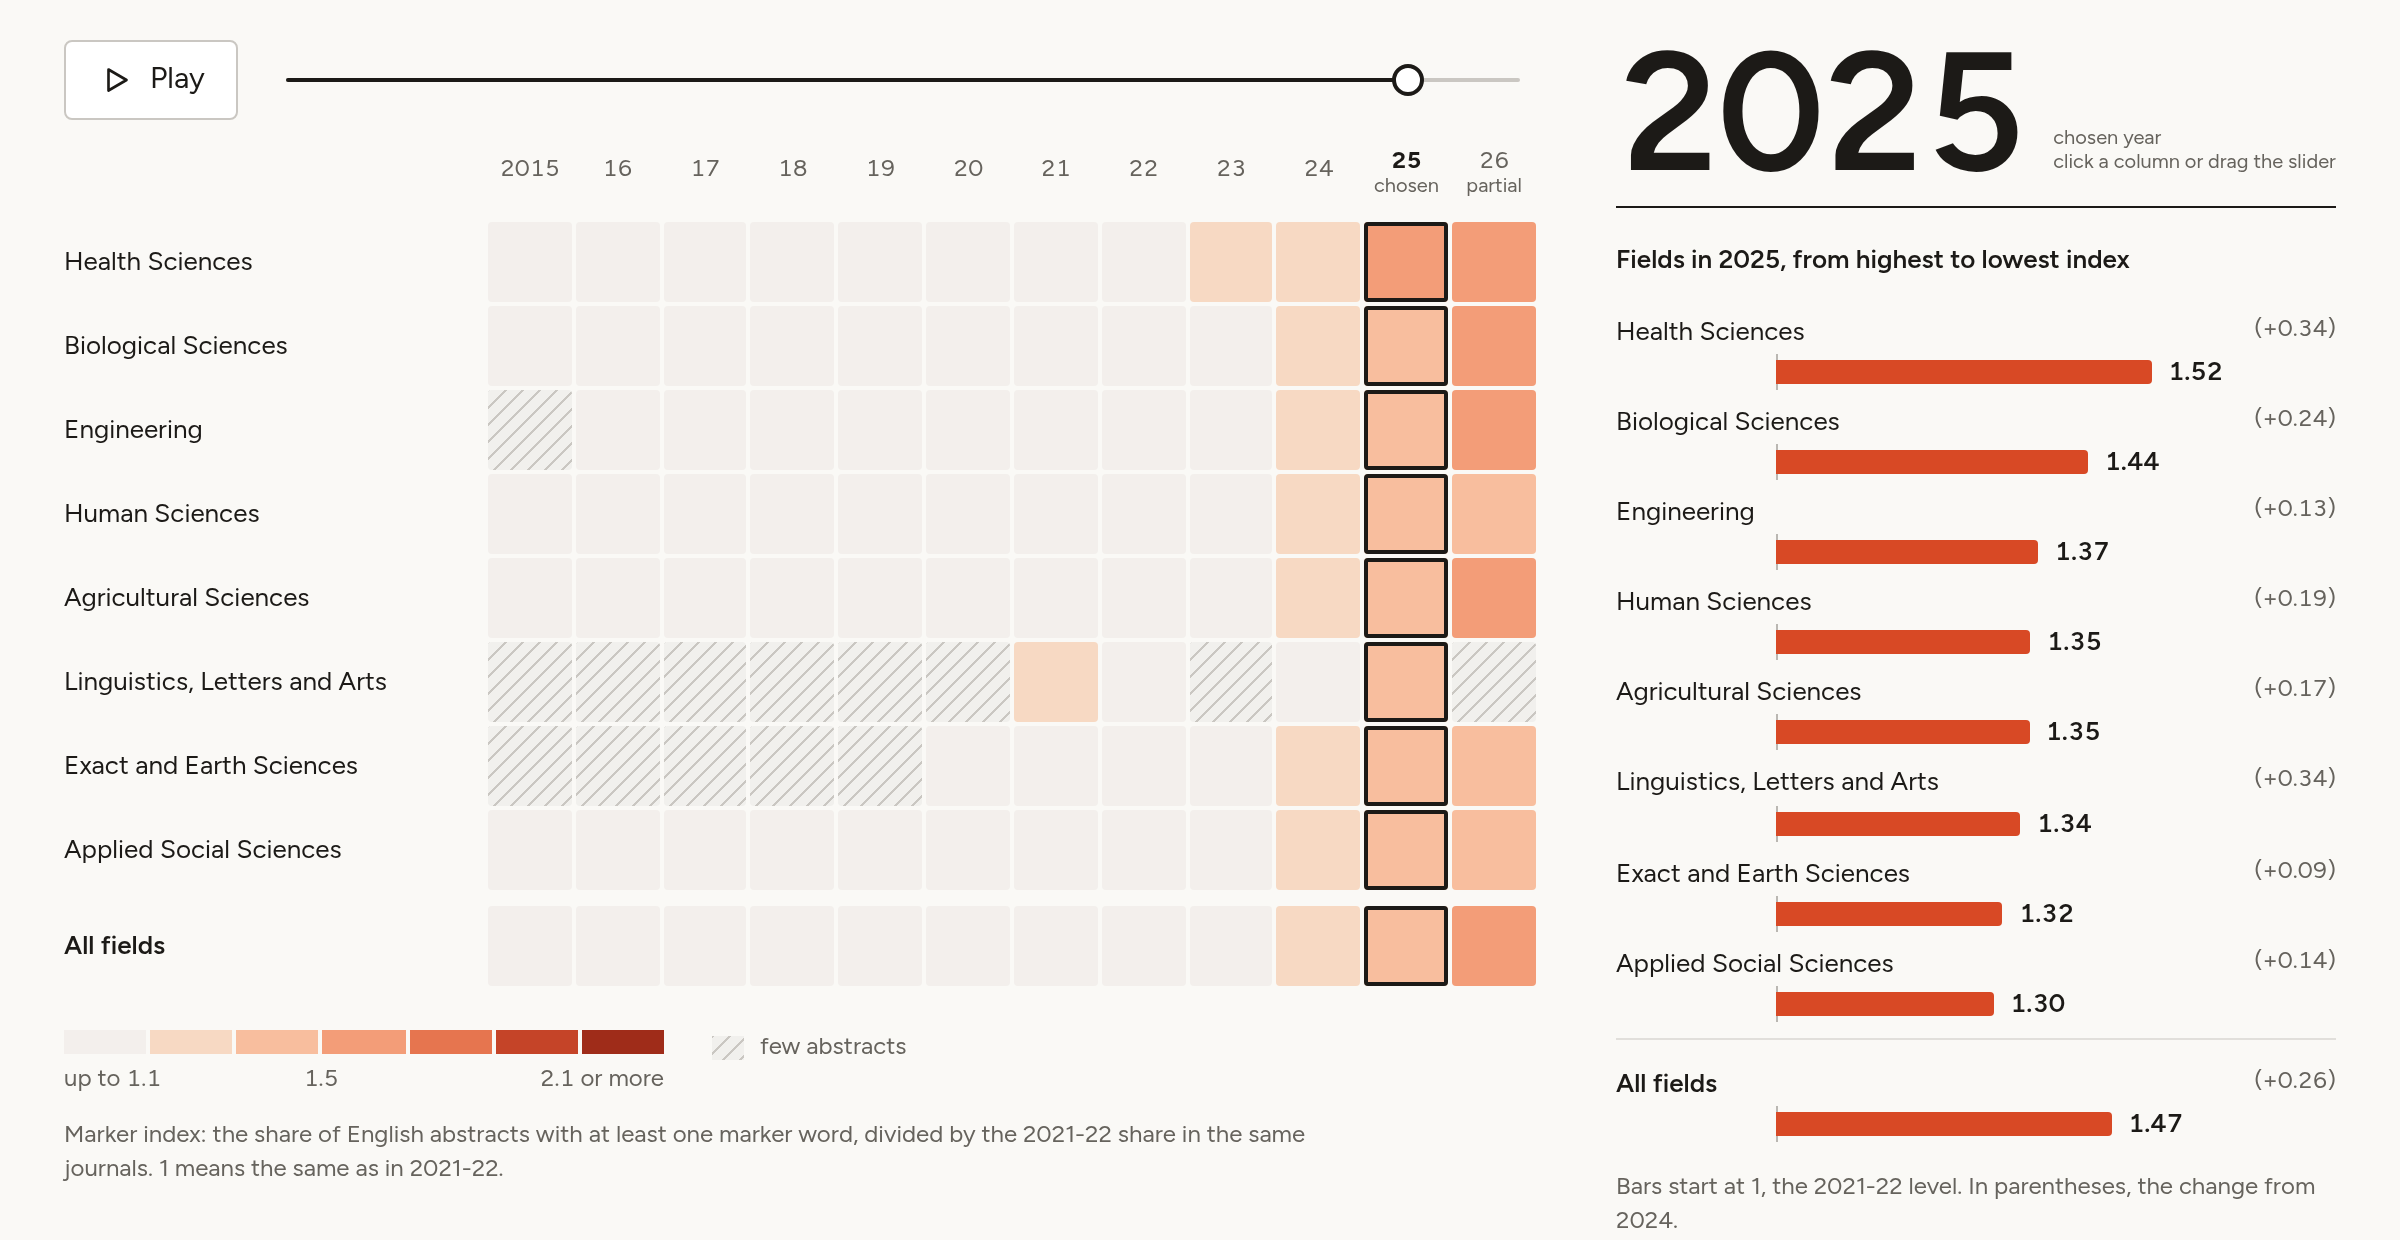 Play
2015 16 17 18 19 20 21 22 23 24 25 26
chosen partial
Health Sciences
Biological Sciences
Engineering
Human Sciences
Agricultural Sciences
Linguistics, Letters and Arts
Exact and Earth Sciences
Applied Social Sciences
All fields
up to 1.1 1.5 2.1 or more
few abstracts
Marker index: the share of English abstracts with at least one marker word, divided by the 2021-22 share in the same
journals. 1 means the same as in 2021-22.
2025
chosen year
click a column or drag the slider
Fields in 2025, from highest to lowest index
Health Sciences (+0.34)
1.52
Biological Sciences (+0.24)
1.44
Engineering (+0.13)
1.37
Human Sciences (+0.19)
1.35
Agricultural Sciences (+0.17)
1.35
Linguistics, Letters and Arts (+0.34)
1.34
Exact and Earth Sciences (+0.09)
1.32
Applied Social Sciences (+0.14)
1.30
All fields (+0.26)
1.47
Bars start at 1, the 2021-22 level. In parentheses, the change from
2024.